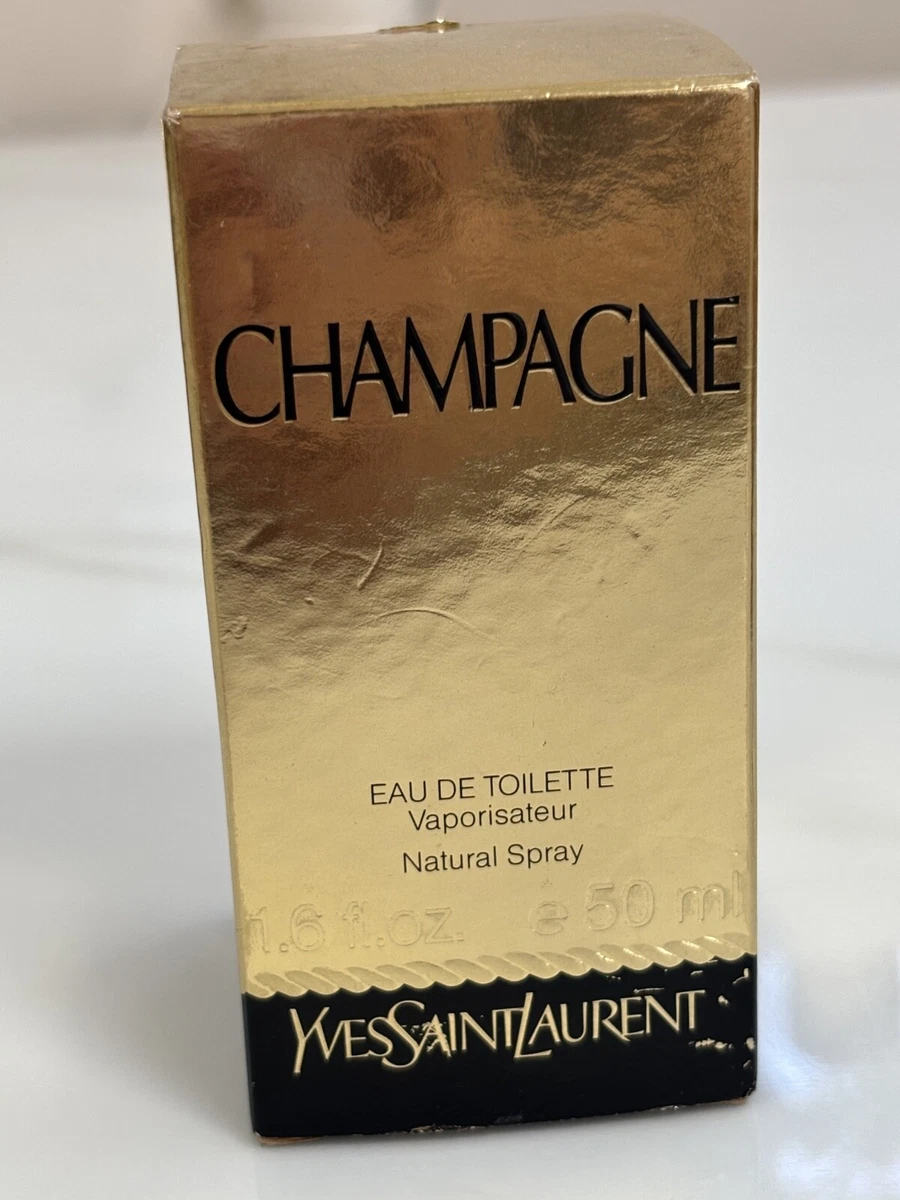 CHAMPAGNE
EAU DE TOILETTE
Vaporisateur
Natural Spray
1.6 fl.oz. e 50 ml
YVESSAINTLAURENT